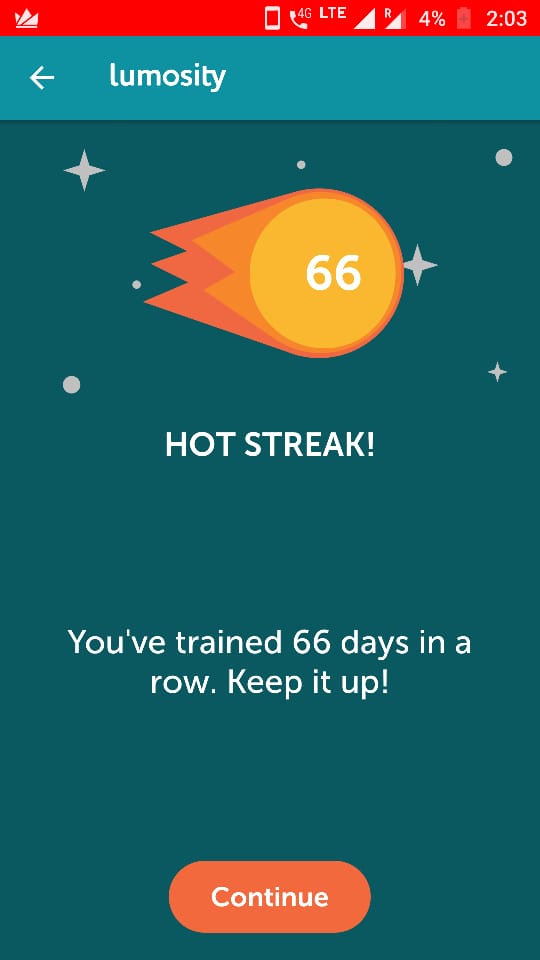 4G LTE R 4% 2:03
lumosity
66
HOT STREAK!
You've trained 66 days in a
row. Keep it up!
Continue